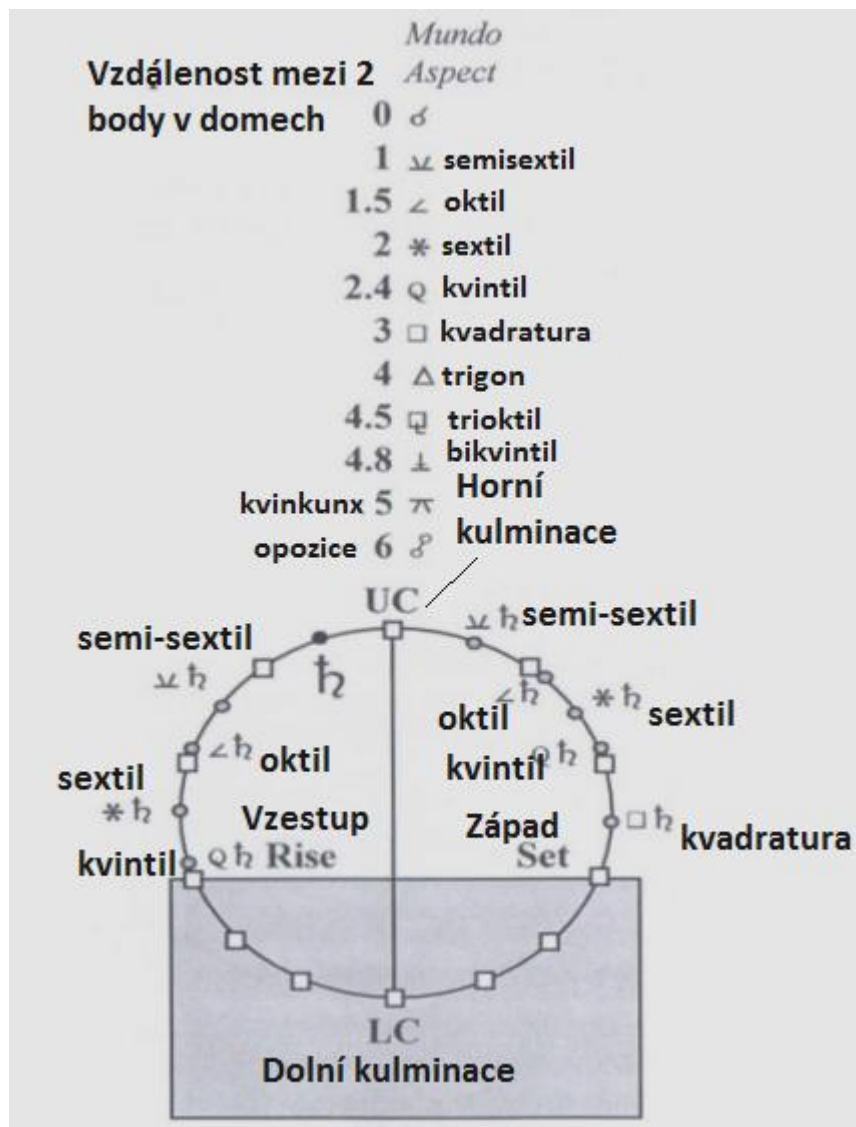 Mundo
Vzdálenost mezi 2 Aspect
body v domech 0 ☌
1 ⚺ semisextil
1.5 ∠ oktil
2 ⚹ sextil
2.4 Q kvintil
3 □ kvadratura
4 △ trigon
4.5 ⚼ trioktil
4.8 ⊥ bikvintil
kvinkunx 5 ⚻ Horní
opozice 6 ☍ kulminace
UC
semi-sextil ⚺ ♄
♄
⚺ ♄ semi-sextil
∠ ♄ oktil
∠ ♄ oktil
⚹ ♄ sextil
sextil ⚹ ♄
kvintil Q ♄
Vzestup
Západ
□ ♄ kvadratura
kvintil Q ♄ Rise
Set
LC
Dolní kulminace